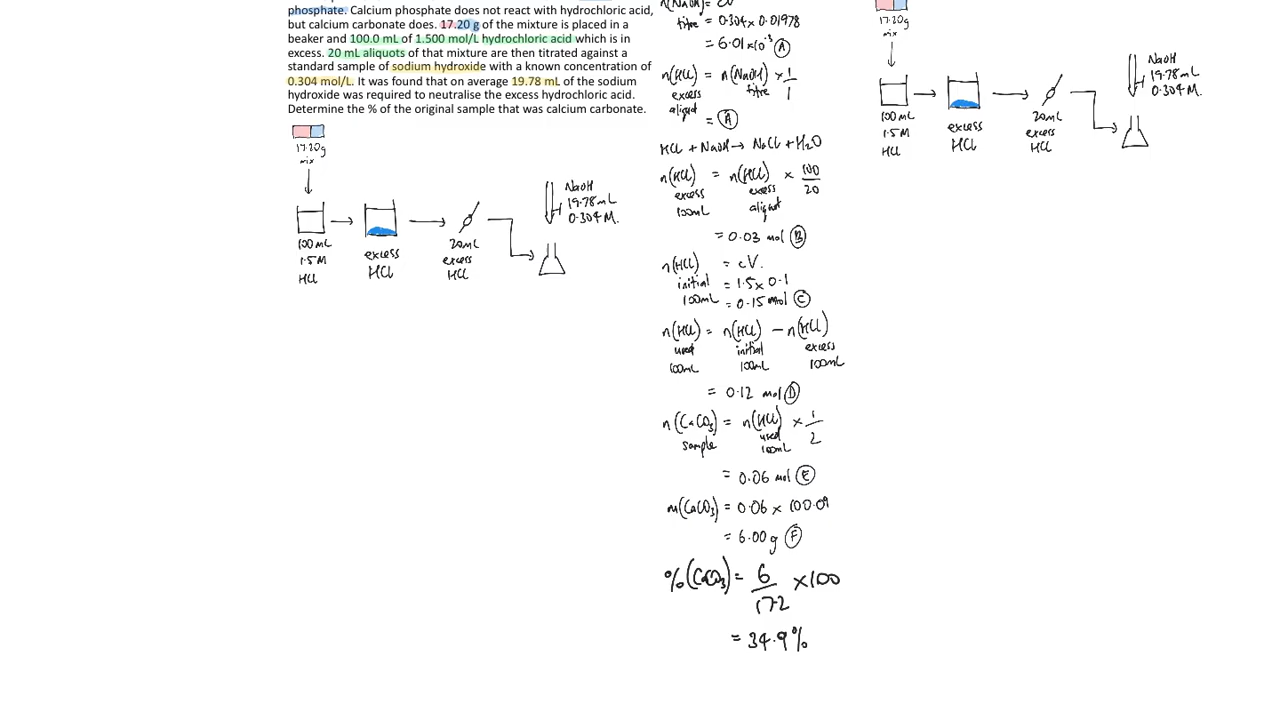 phosphate. Calcium phosphate does not react with hydrochloric acid,
but calcium carbonate does. 17.20 g of the mixture is placed in a
beaker and 100.0 mL of 1.500 mol/L hydrochloric acid which is in
excess. 20 mL aliquots of that mixture are then titrated against a
standard sample of sodium hydroxide with a known concentration of
0.304 mol/L. It was found that on average 19.78 mL of the sodium
hydroxide was required to neutralise the excess hydrochloric acid.
Determine the % of the original sample that was calcium carbonate.
17.20g
mix
NaOH
19.78mL
0.304 M.
100mL
1.5M
HCl
excess
HCl
20mL
excess
HCl
n(NaOH)= cV
titre = 0.304 x 0.01978
= 6.01x10⁻³ (A)
n(HCl) = n(NaOH) x 1/1
excess titre
aliquot
= (A)
HCl + NaOH → NaCl + H₂O
n(HCl) = n(HCl) x 100/20
excess excess
100mL aliquot
= 0.03 mol (B)
n(HCl) = cV.
initial = 1.5 x 0.1
100mL = 0.15 mol (C)
n(HCl) = n(HCl) - n(HCl)
used initial excess
100mL 100mL 100mL
= 0.12 mol (D)
n(CaCO₃) = n(HCl) x 1/2
sample used
100mL
= 0.06 mol (E)
m(CaCO₃) = 0.06 x 100.09
= 6.00g (F)
%(CaCO₃) = 6/17.2 x100
= 34.9%
17.20g
mix
NaOH
19.78mL
0.304 M.
100mL
1.5M
HCl
excess
HCl
20mL
excess
HCl